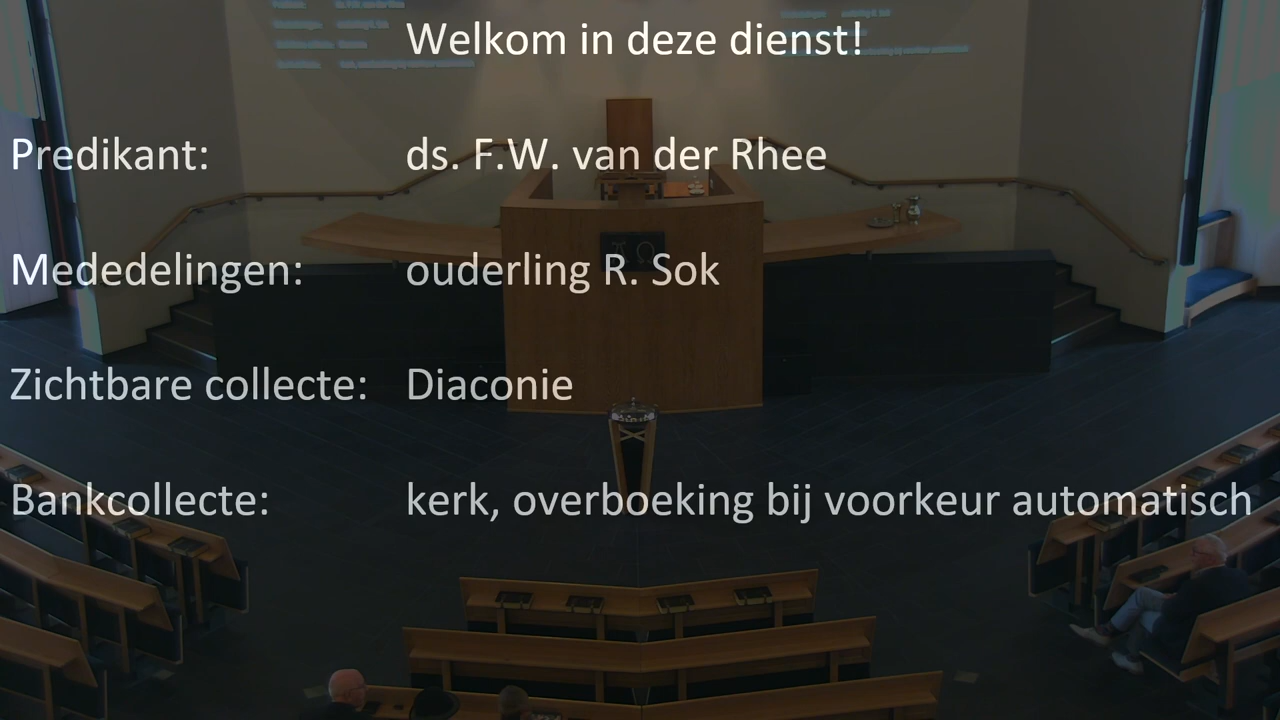 Welkom in deze dienst!
Predikant: ds. F.W. van der Rhee
Mededelingen: ouderling R. Sok
Zichtbare collecte: Diaconie
Bankcollecte: kerk, overboeking bij voorkeur automatisch